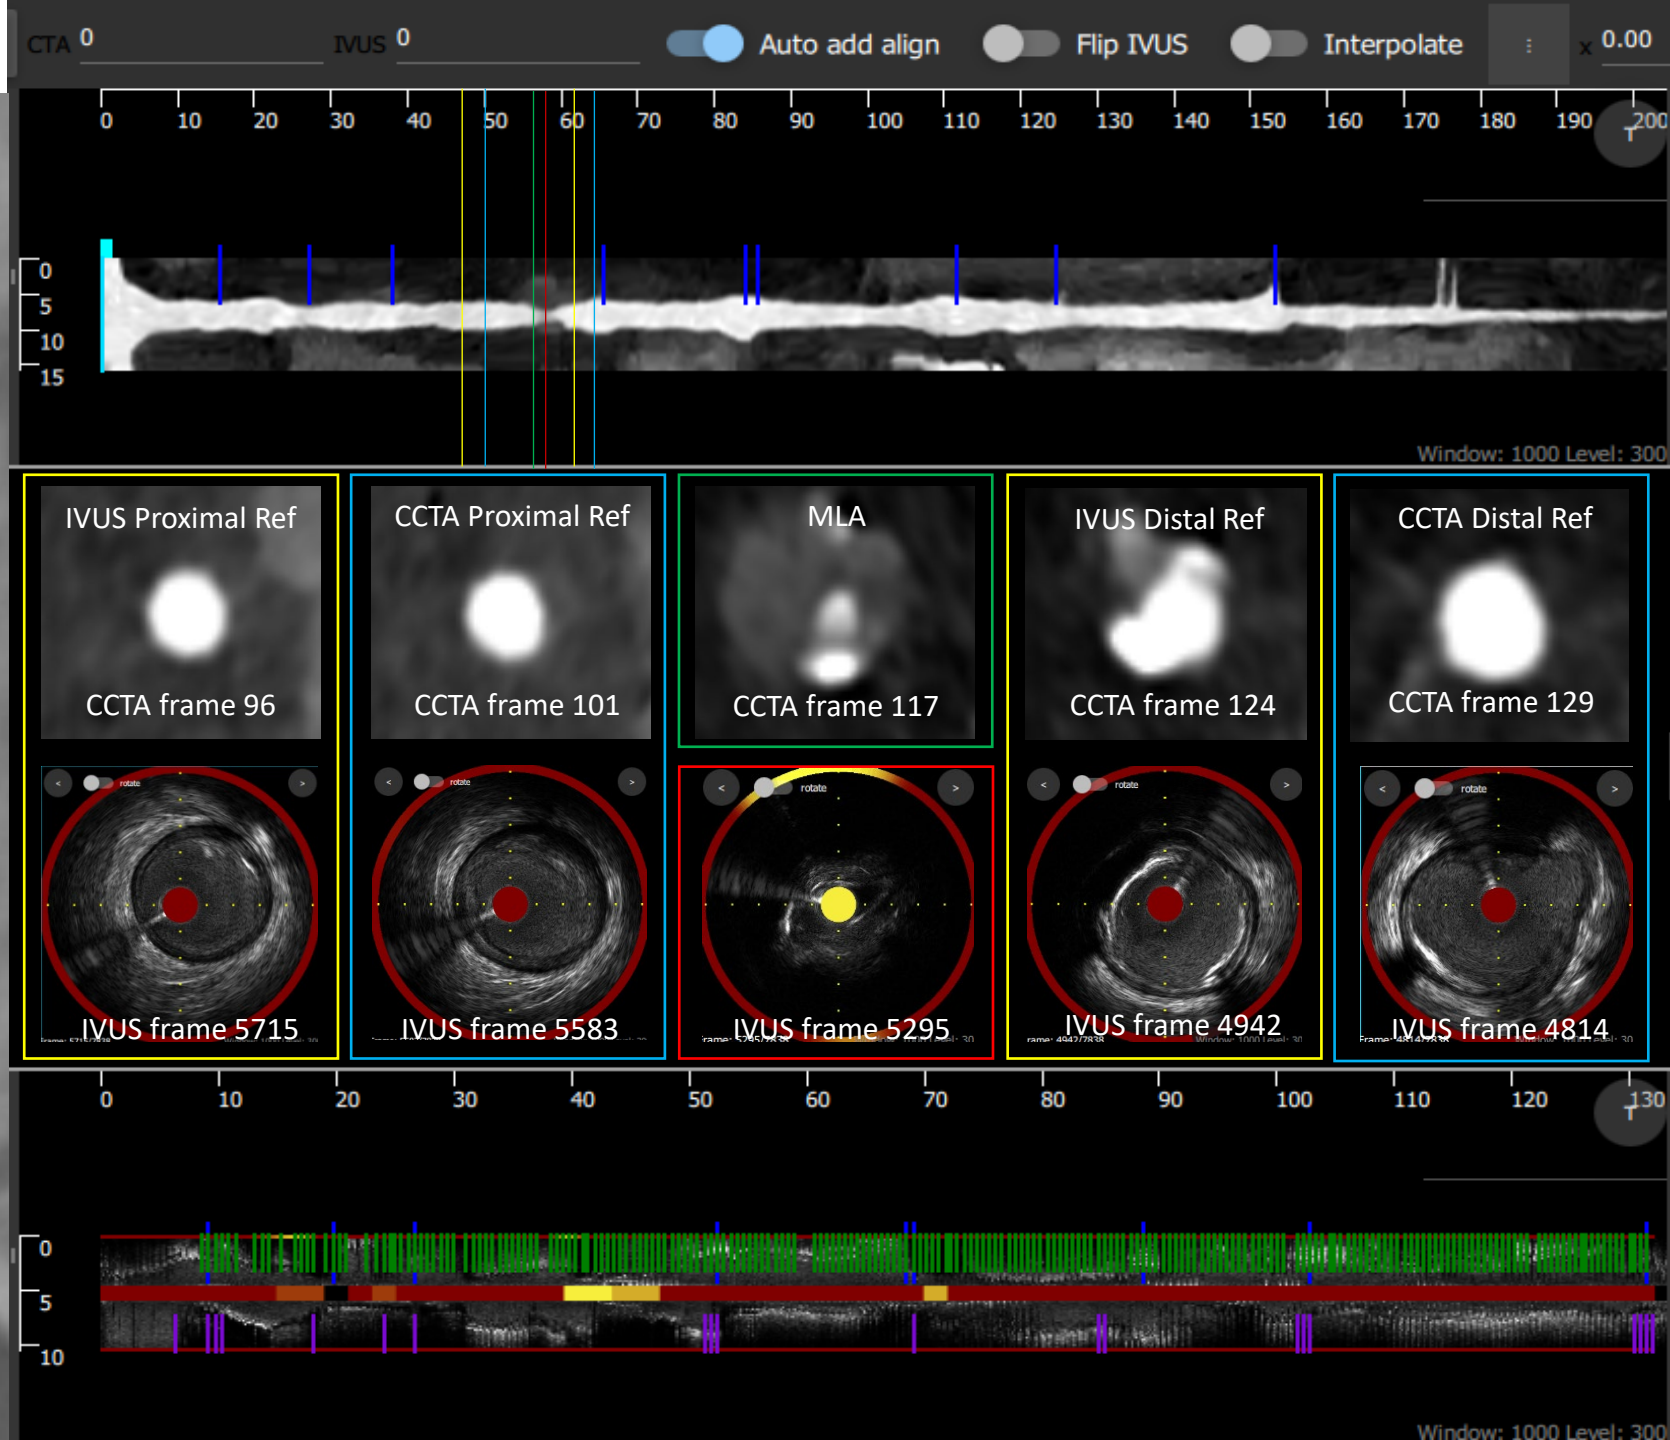 CTA 0 IVUS 0 Auto add align Flip IVUS Interpolate ⋮ x 0.00
0 10 20 30 40 50 60 70 80 90 100 110 120 130 140 150 160 170 180 190 200
T
0
5
10
15
Window: 1000 Level: 300
IVUS Proximal Ref
CCTA frame 96
CCTA Proximal Ref
CCTA frame 101
MLA
CCTA frame 117
IVUS Distal Ref
CCTA frame 124
CCTA Distal Ref
CCTA frame 129
< rotate >
IVUS frame 5715
< rotate >
IVUS frame 5583
< rotate >
IVUS frame 5295
< rotate >
IVUS frame 4942
rame: 4942/7838
< rotate >
IVUS frame 4814
0 10 20 30 40 50 60 70 80 90 100 110 120 130
T
0
5
10
Window: 1000 Level: 300